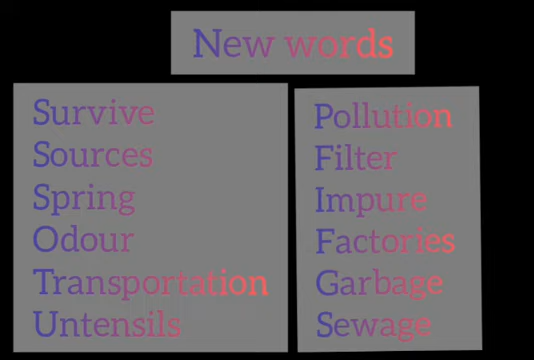 New words
Survive
Sources
Spring
Odour
Transportation
Untensils
Pollution
Filter
Impure
Factories
Garbage
Sewage